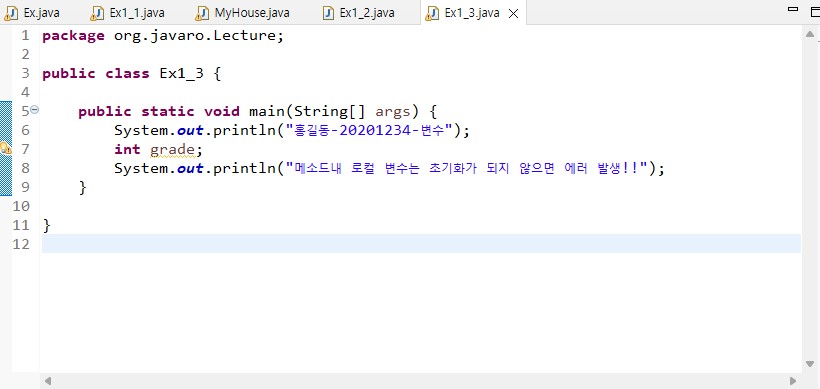 Ex.java Ex1_1.java MyHouse.java Ex1_2.java Ex1_3.java
1 package org.javaro.Lecture;
2
3 public class Ex1_3 {
4
5 public static void main(String[] args) {
6 System.out.println("홍길동-20201234-변수");
7 int grade;
8 System.out.println("메소드내 로컬 변수는 초기화가 되지 않으면 에러 발생!!");
9 }
10
11 }
12